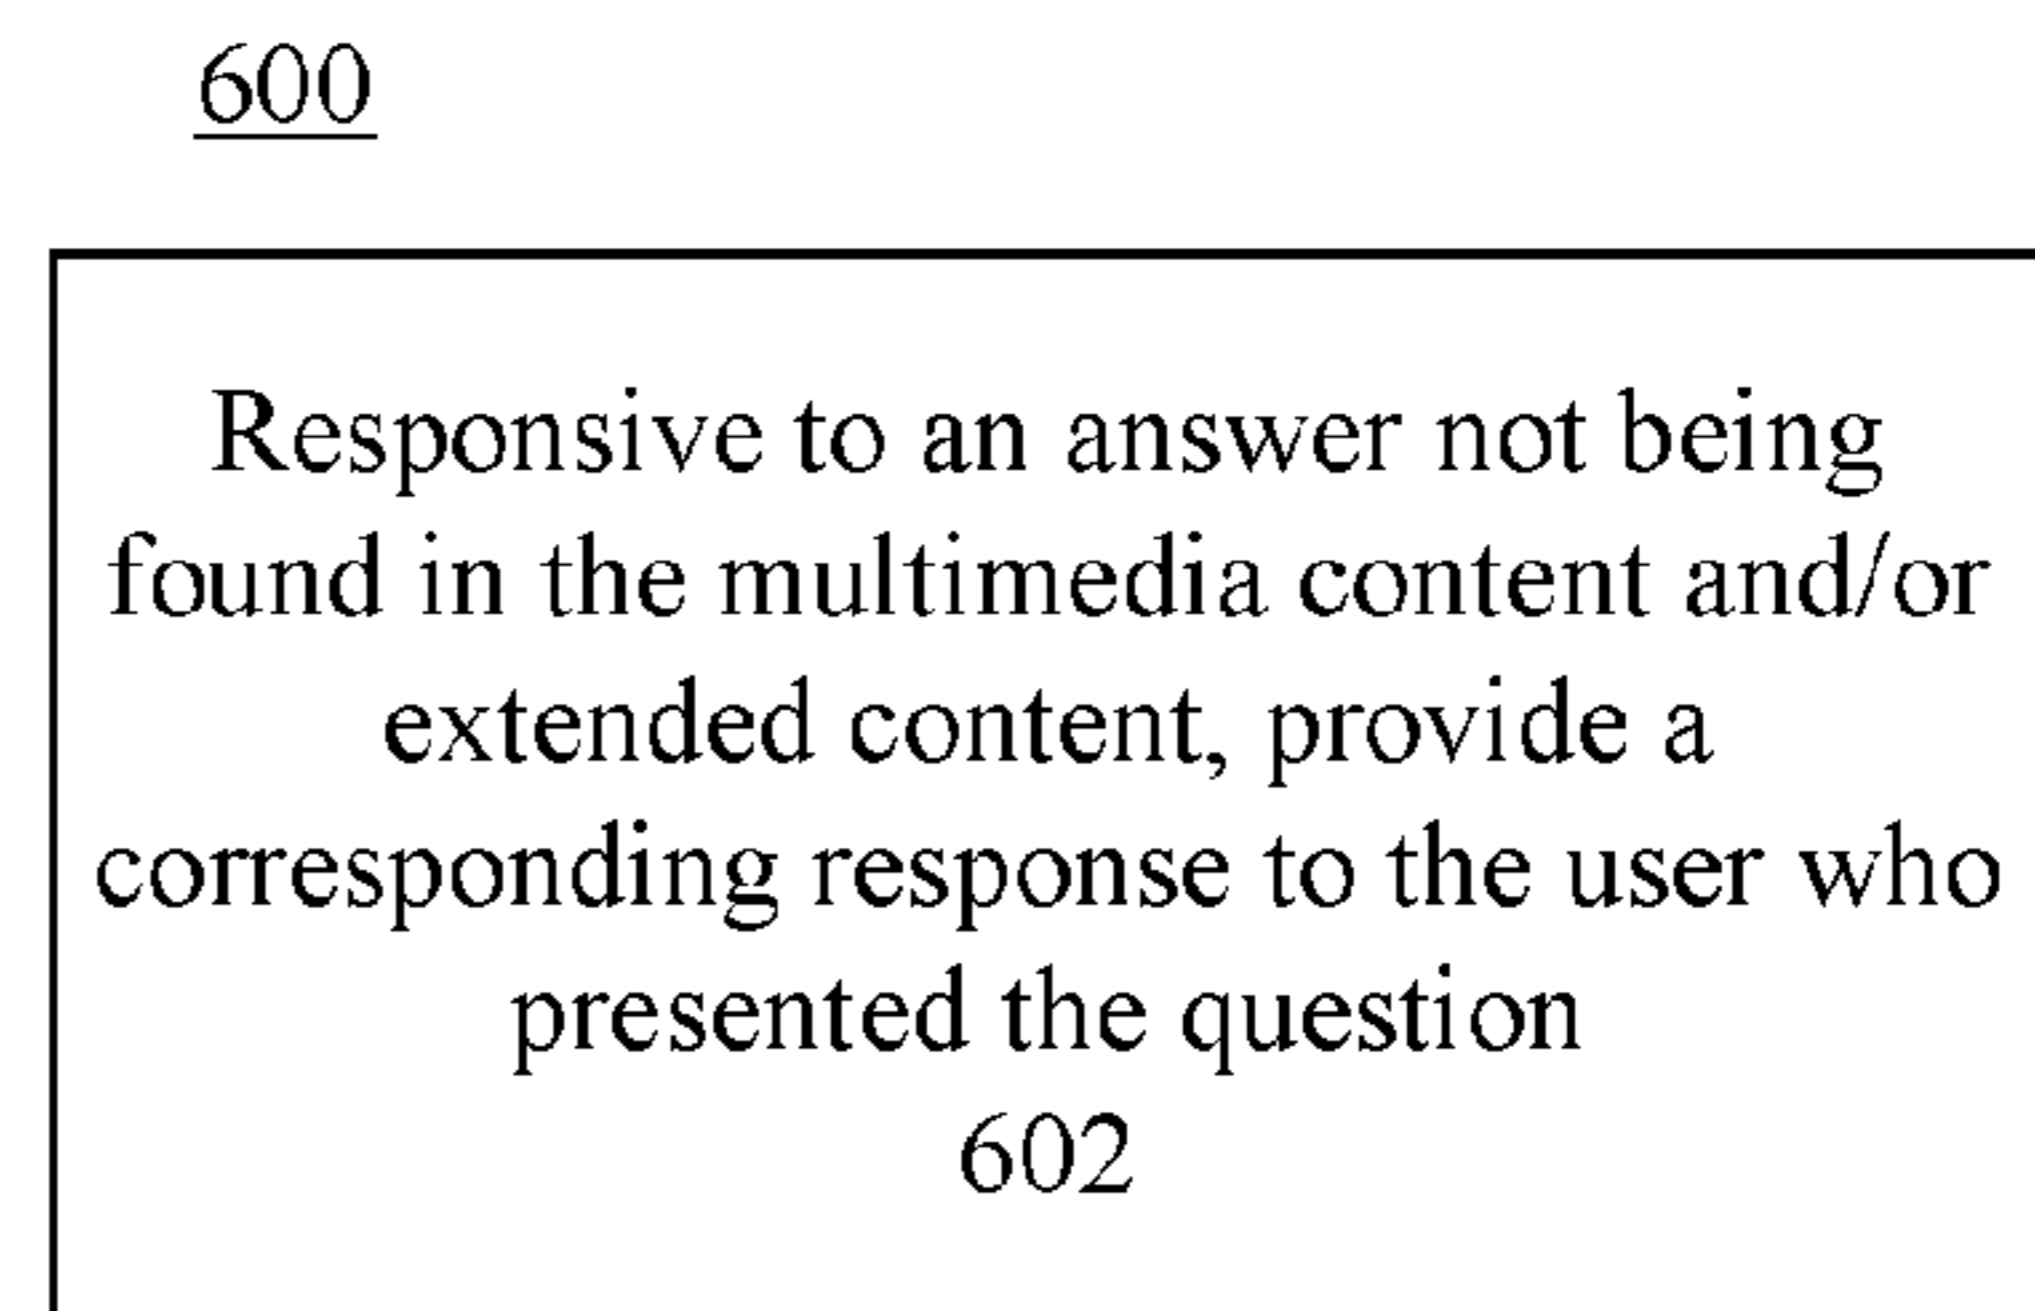 600
Responsive to an answer not being
found in the multimedia content and/or
extended content, provide a
corresponding response to the user who
presented the question
602